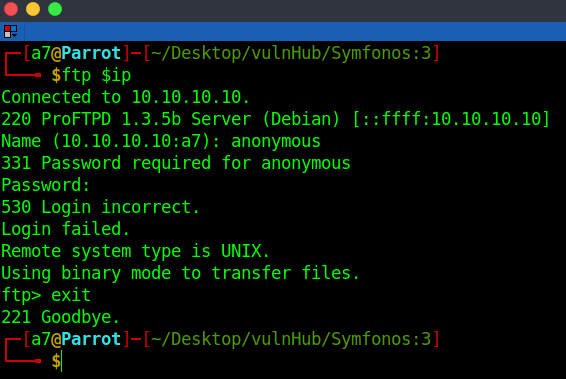 ┌─[a7@Parrot]─[~/Desktop/vulnHub/Symfonos:3]
└──╼ $ftp $ip
Connected to 10.10.10.10.
220 ProFTPD 1.3.5b Server (Debian) [::ffff:10.10.10.10]
Name (10.10.10.10:a7): anonymous
331 Password required for anonymous
Password:
530 Login incorrect.
Login failed.
Remote system type is UNIX.
Using binary mode to transfer files.
ftp> exit
221 Goodbye.
┌─[a7@Parrot]─[~/Desktop/vulnHub/Symfonos:3]
└──╼ $